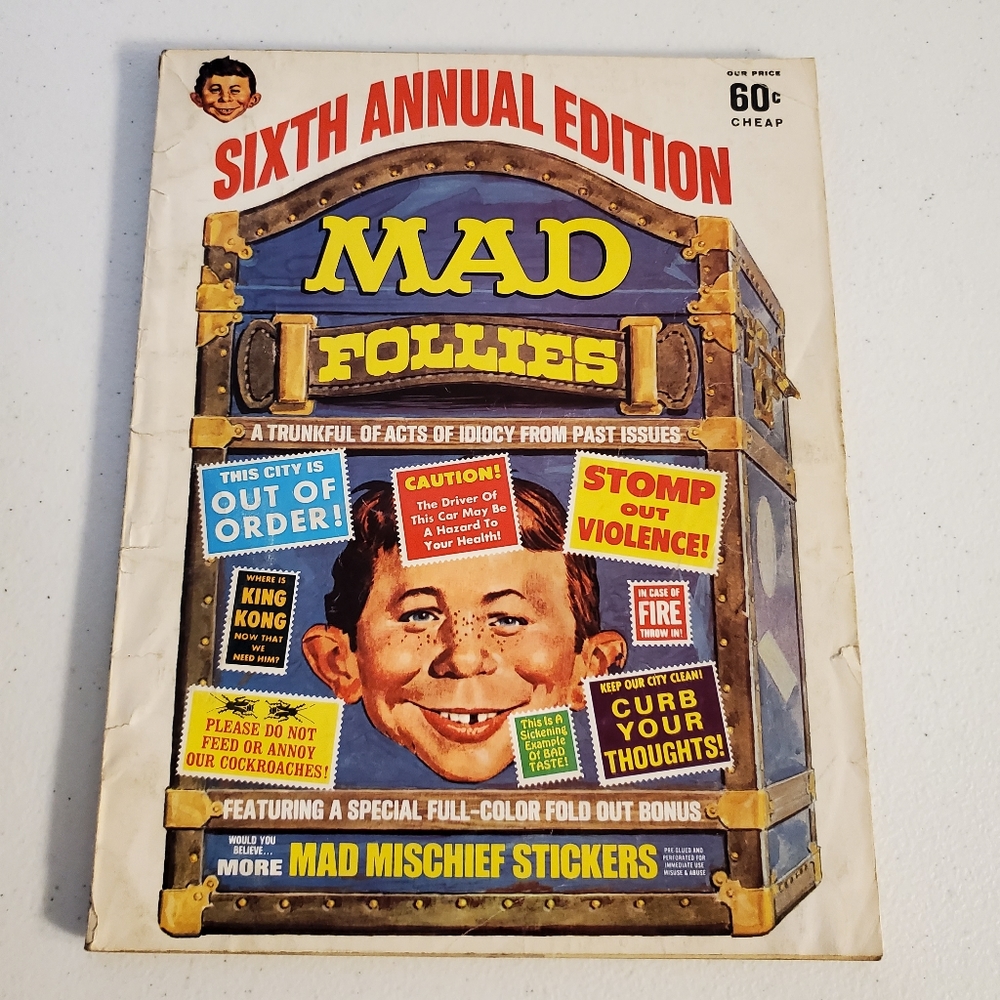 SIXTH ANNUAL EDITION
OUR PRICE
60c
CHEAP
MAD
FOLLIES
A TRUNKFUL OF ACTS OF IDIOCY FROM PAST ISSUES
THIS CITY IS
OUT OF
ORDER!
CAUTION!
The Driver Of
This Car May Be
A Hazard To
Your Health!
STOMP
OUT
VIOLENCE!
WHERE IS
KING
KONG
NOW THAT
WE
NEED HIM?
IN CASE OF
FIRE
THROW IN!
PLEASE DO NOT
FEED OR ANNOY
OUR COCKROACHES!
This Is A
Sickening
Example
Of BAD
TASTE!
KEEP OUR CITY CLEAN!
CURB
YOUR
THOUGHTS!
FEATURING A SPECIAL FULL-COLOR FOLD OUT BONUS
WOULD YOU
BELIEVE...
MORE MAD MISCHIEF STICKERS
PRE GLUED AND
PERFORATED FOR
IMMEDIATE USE
MISUSE & ABUSE